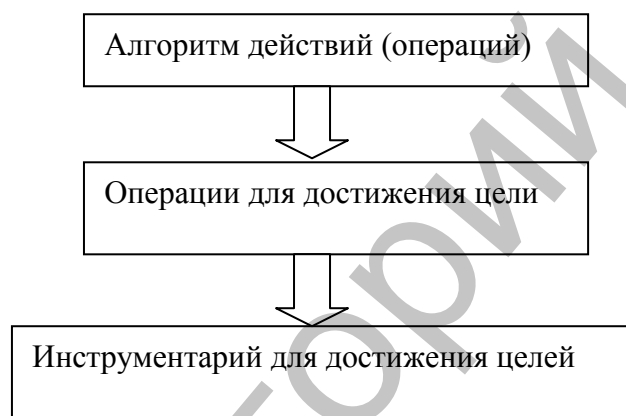 Алгоритм действий (операций)
Операции для достижения цели
Инструментарий для достижения целей